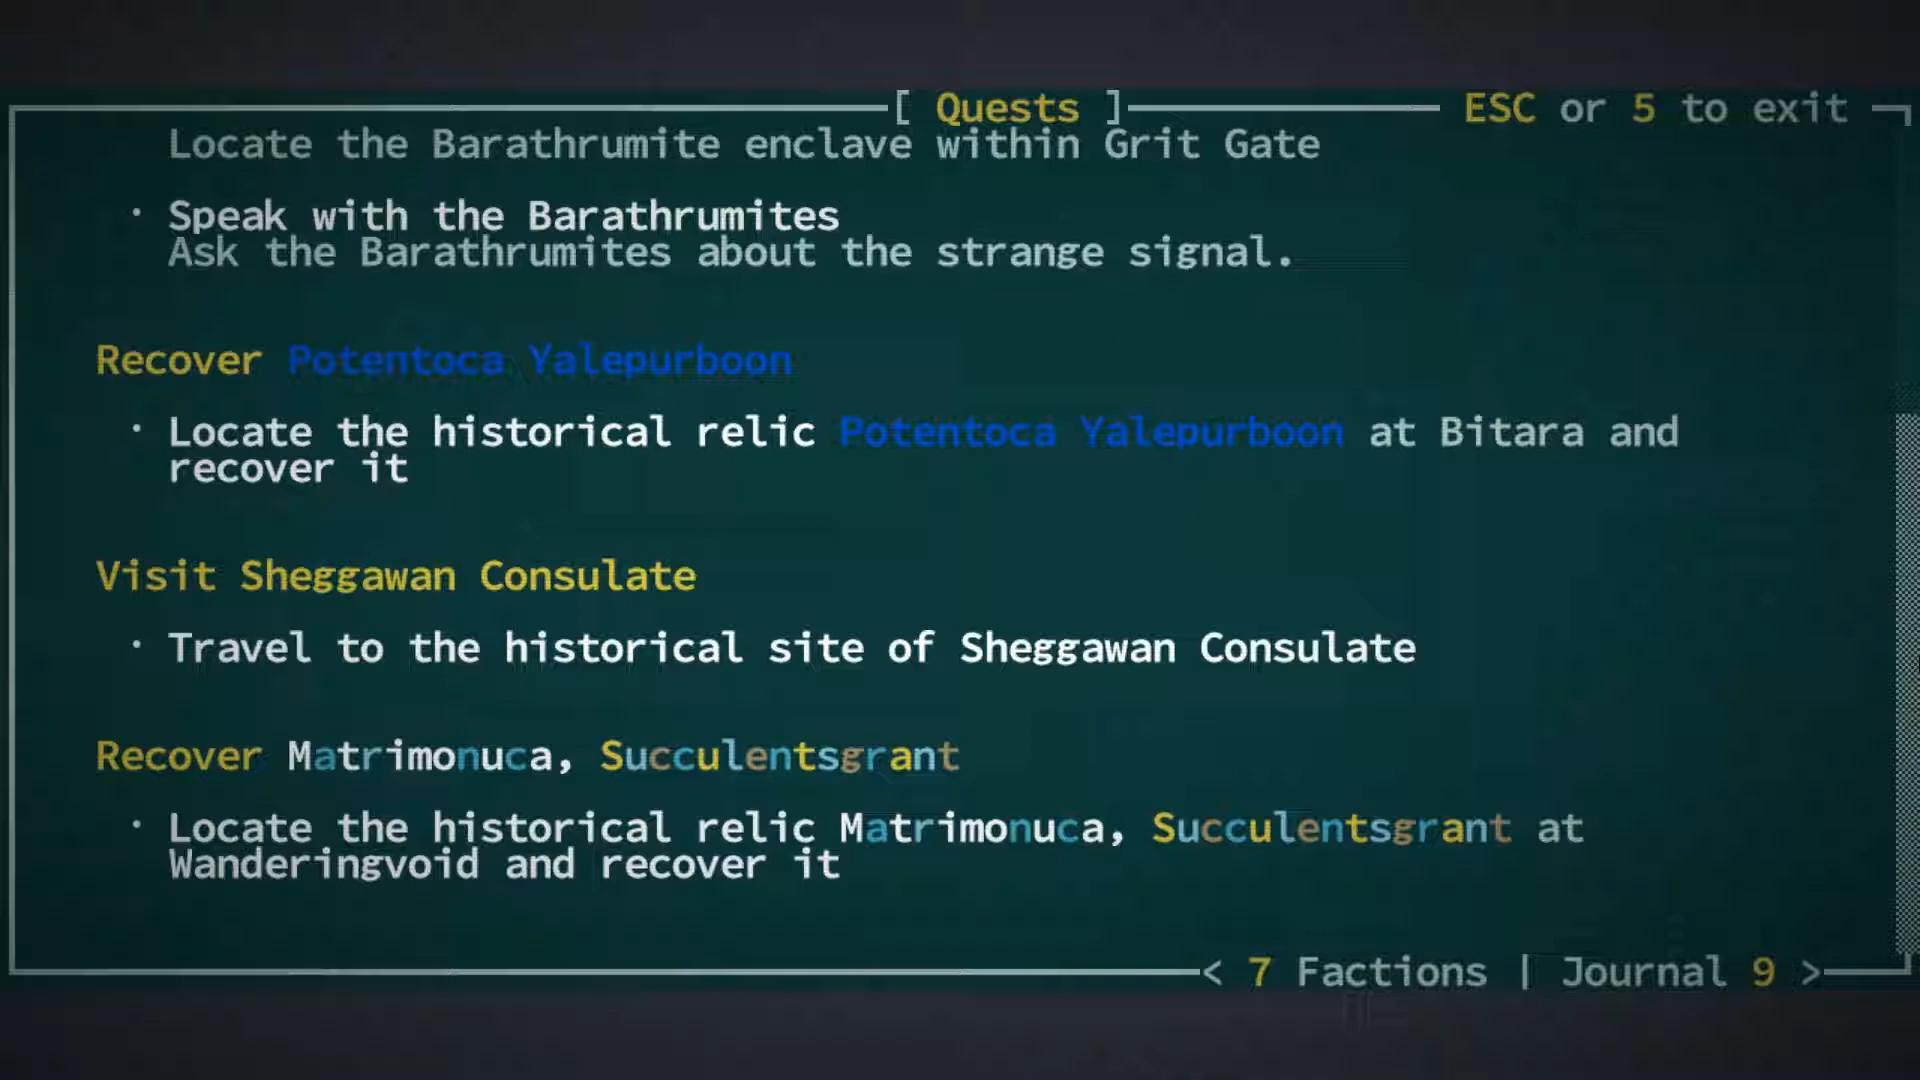 [ Quests ] ESC or 5 to exit
Locate the Barathrumite enclave within Grit Gate
· Speak with the Barathrumites
Ask the Barathrumites about the strange signal.
Recover Potentoca Yalepurboon
· Locate the historical relic Potentoca Yalepurboon at Bitara and
recover it
Visit Sheggawan Consulate
· Travel to the historical site of Sheggawan Consulate
Recover Matrimonuca, Succulentsgrant
· Locate the historical relic Matrimonuca, Succulentsgrant at
Wanderingvoid and recover it
< 7 Factions | Journal 9 >